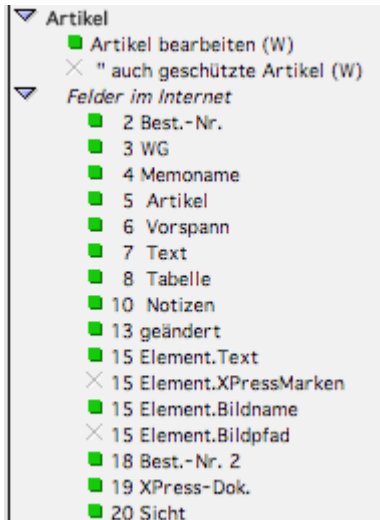 Artikel
Artikel bearbeiten (W)
" auch geschützte Artikel (W)
Felder im Internet
2 Best.-Nr.
3 WG
4 Memoname
5 Artikel
6 Vorspann
7 Text
8 Tabelle
10 Notizen
13 geändert
15 Element.Text
15 Element.XPressMarken
15 Element.Bildname
15 Element.Bildpfad
18 Best.-Nr. 2
19 XPress-Dok.
20 Sicht